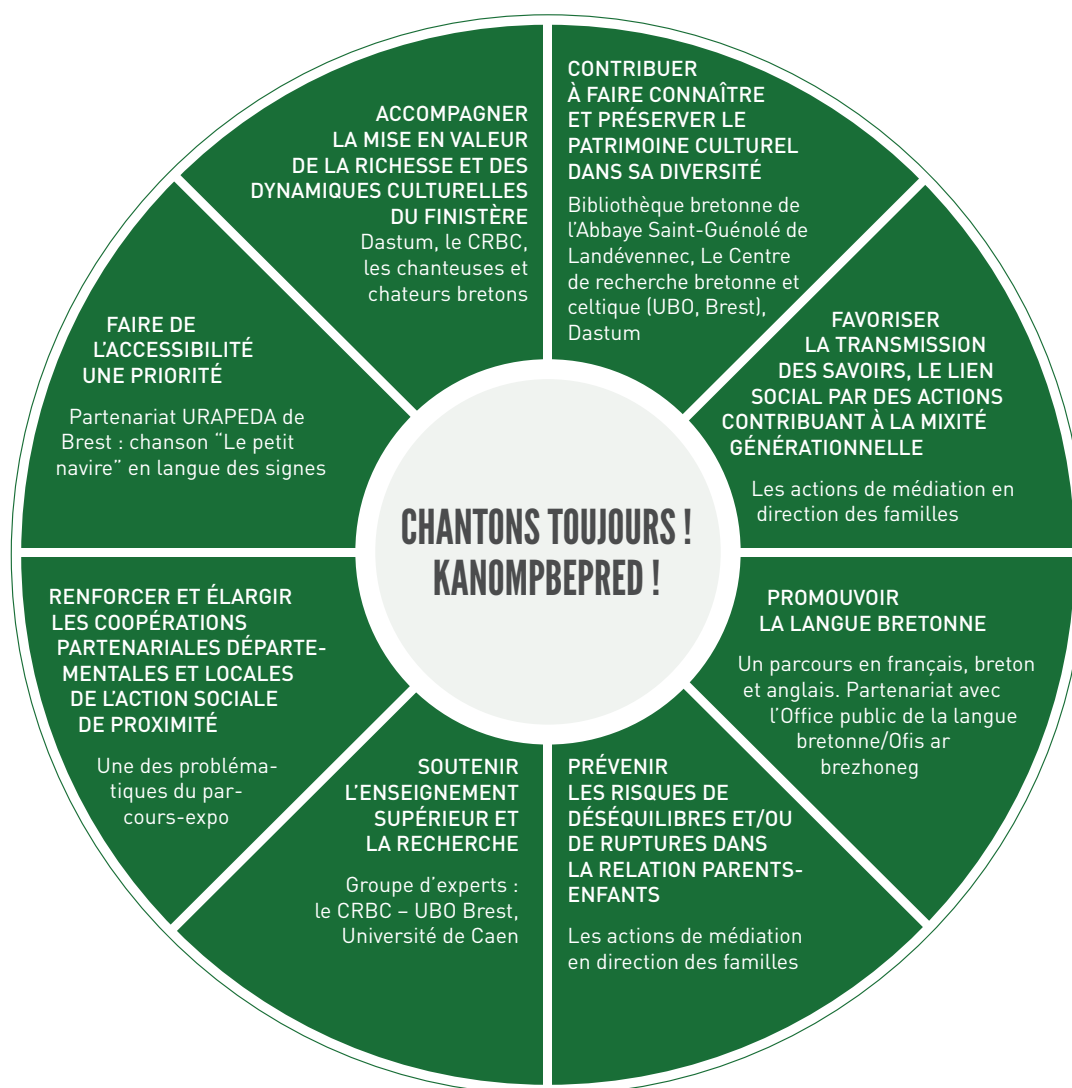 CONTRIBUER
À FAIRE CONNAÎTRE
ET PRÉSERVER LE
PATRIMOINE CULTUREL
DANS SA DIVERSITÉ
Bibliothèque bretonne de
l'Abbaye Saint-Guénolé de
Landévennec, Le Centre
de recherche bretonne et
celtique (UBO, Brest),
Dastum
FAVORISER
LA TRANSMISSION
DES SAVOIRS, LE LIEN
SOCIAL PAR DES ACTIONS
CONTRIBUANT À LA MIXITÉ
GÉNÉRATIONNELLE
Les actions de médiation en
direction des familles
PROMOUVOIR
LA LANGUE BRETONNE
Un parcours en français, breton
et anglais. Partenariat avec
l'Office public de la langue
bretonne/Ofis ar
brezhoneg
PRÉVENIR
LES RISQUES DE
DÉSÉQUILIBRES ET/OU
DE RUPTURES DANS
LA RELATION PARENTS-
ENFANTS
Les actions de médiation
en direction des familles
SOUTENIR
L'ENSEIGNEMENT
SUPÉRIEUR ET
LA RECHERCHE
Groupe d'experts :
le CRBC – UBO Brest,
Université de Caen
RENFORCER ET ÉLARGIR
LES COOPÉRATIONS
PARTENARIALES DÉPARTE-
MENTALES ET LOCALES
DE L'ACTION SOCIALE
DE PROXIMITÉ
Une des probléma-
tiques du par-
cours-expo
FAIRE DE
L'ACCESSIBILITÉ
UNE PRIORITÉ
Partenariat URAPEDA de
Brest : chanson "Le petit
navire" en langue des signes
ACCOMPAGNER
LA MISE EN VALEUR
DE LA RICHESSE ET DES
DYNAMIQUES CULTURELLES
DU FINISTÈRE
Dastum, le CRBC,
les chanteuses et
chateurs bretons
CHANTONS TOUJOURS !
KANOMPBEPRED !